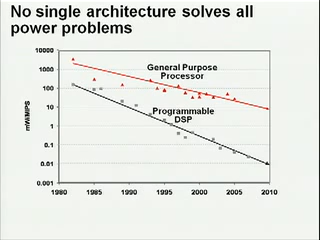 No single architecture solves all
power problems
10000
1000
100
10
1
0.1
0.01
0.001
mW/MIPS
General Purpose
Processor
Programmable
DSP
1980
1985
1990
1995
2000
2005
2010